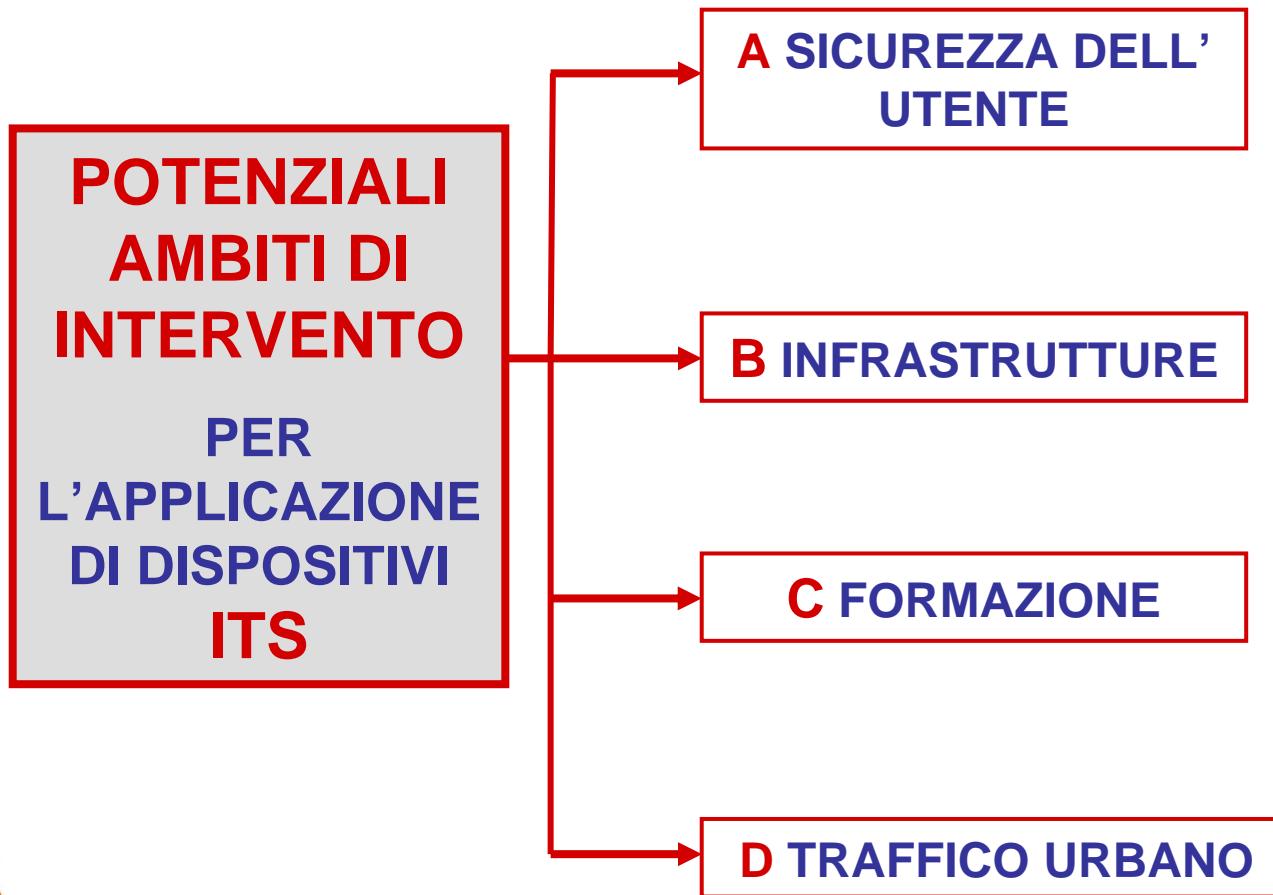 POTENZIALI
AMBITI DI
INTERVENTO
PER
L’APPLICAZIONE
DI DISPOSITIVI
ITS
A SICUREZZA DELL’
UTENTE
B INFRASTRUTTURE
C FORMAZIONE
D TRAFFICO URBANO